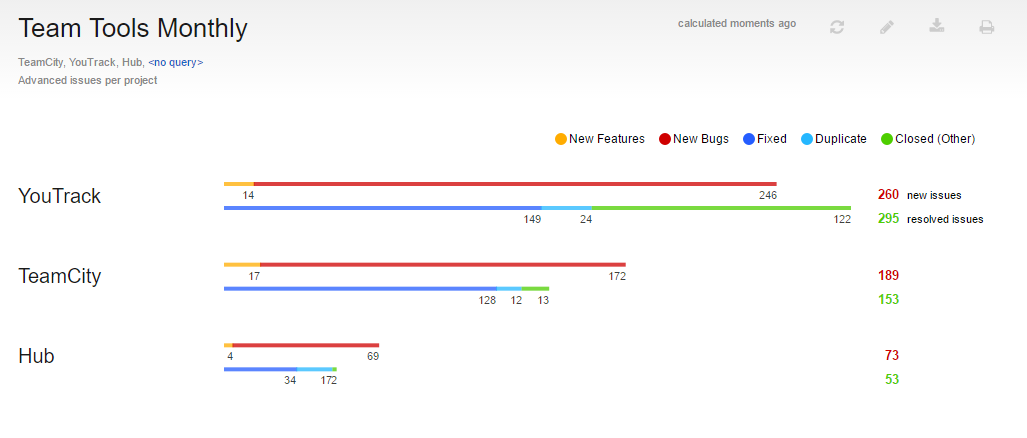 Team Tools Monthly
calculated moments ago
TeamCity, YouTrack, Hub, <no query>
Advanced issues per project
New Features New Bugs Fixed Duplicate Closed (Other)
YouTrack
14 246
260 new issues
149 24 122
295 resolved issues
TeamCity
17 172
189
128 12 13
153
Hub
4 69
73
34 172
53